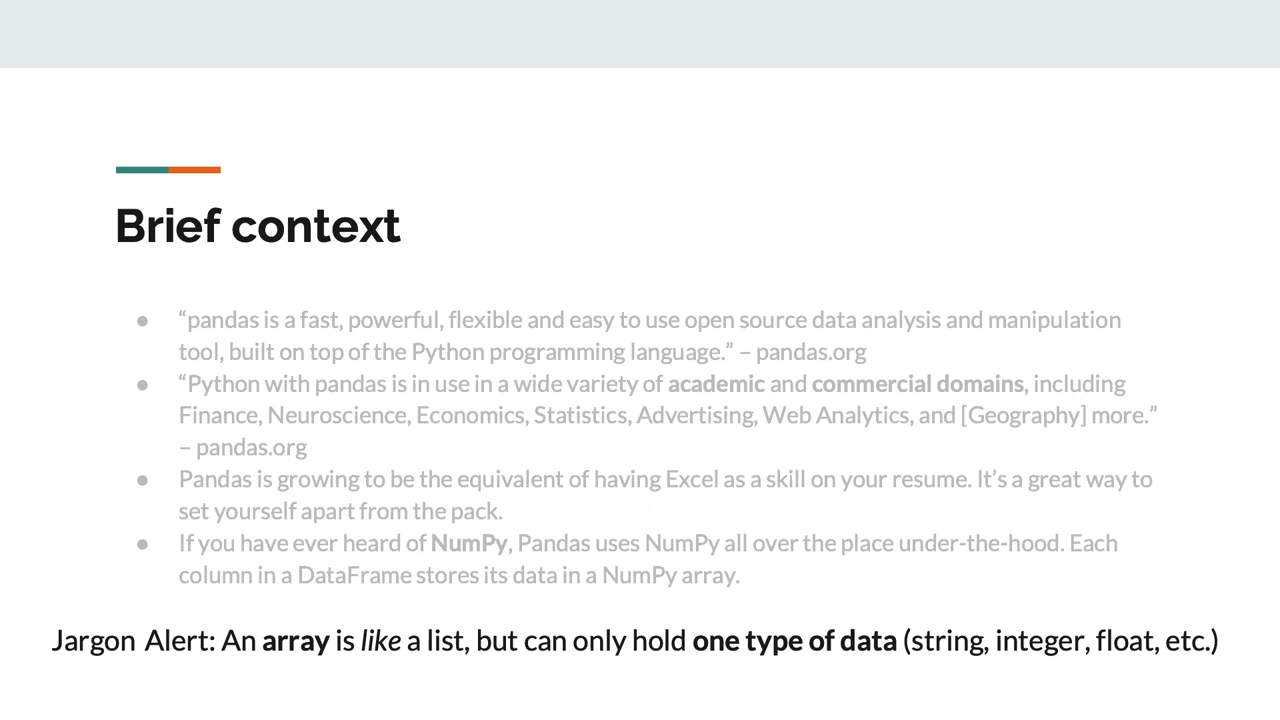 Brief context
● “pandas is a fast, powerful, flexible and easy to use open source data analysis and manipulation
tool, built on top of the Python programming language.” – pandas.org
● “Python with pandas is in use in a wide variety of academic and commercial domains, including
Finance, Neuroscience, Economics, Statistics, Advertising, Web Analytics, and [Geography] more.”
– pandas.org
● Pandas is growing to be the equivalent of having Excel as a skill on your resume. It’s a great way to
set yourself apart from the pack.
● If you have ever heard of NumPy, Pandas uses NumPy all over the place under-the-hood. Each
column in a DataFrame stores its data in a NumPy array.
Jargon Alert: An array is like a list, but can only hold one type of data (string, integer, float, etc.)